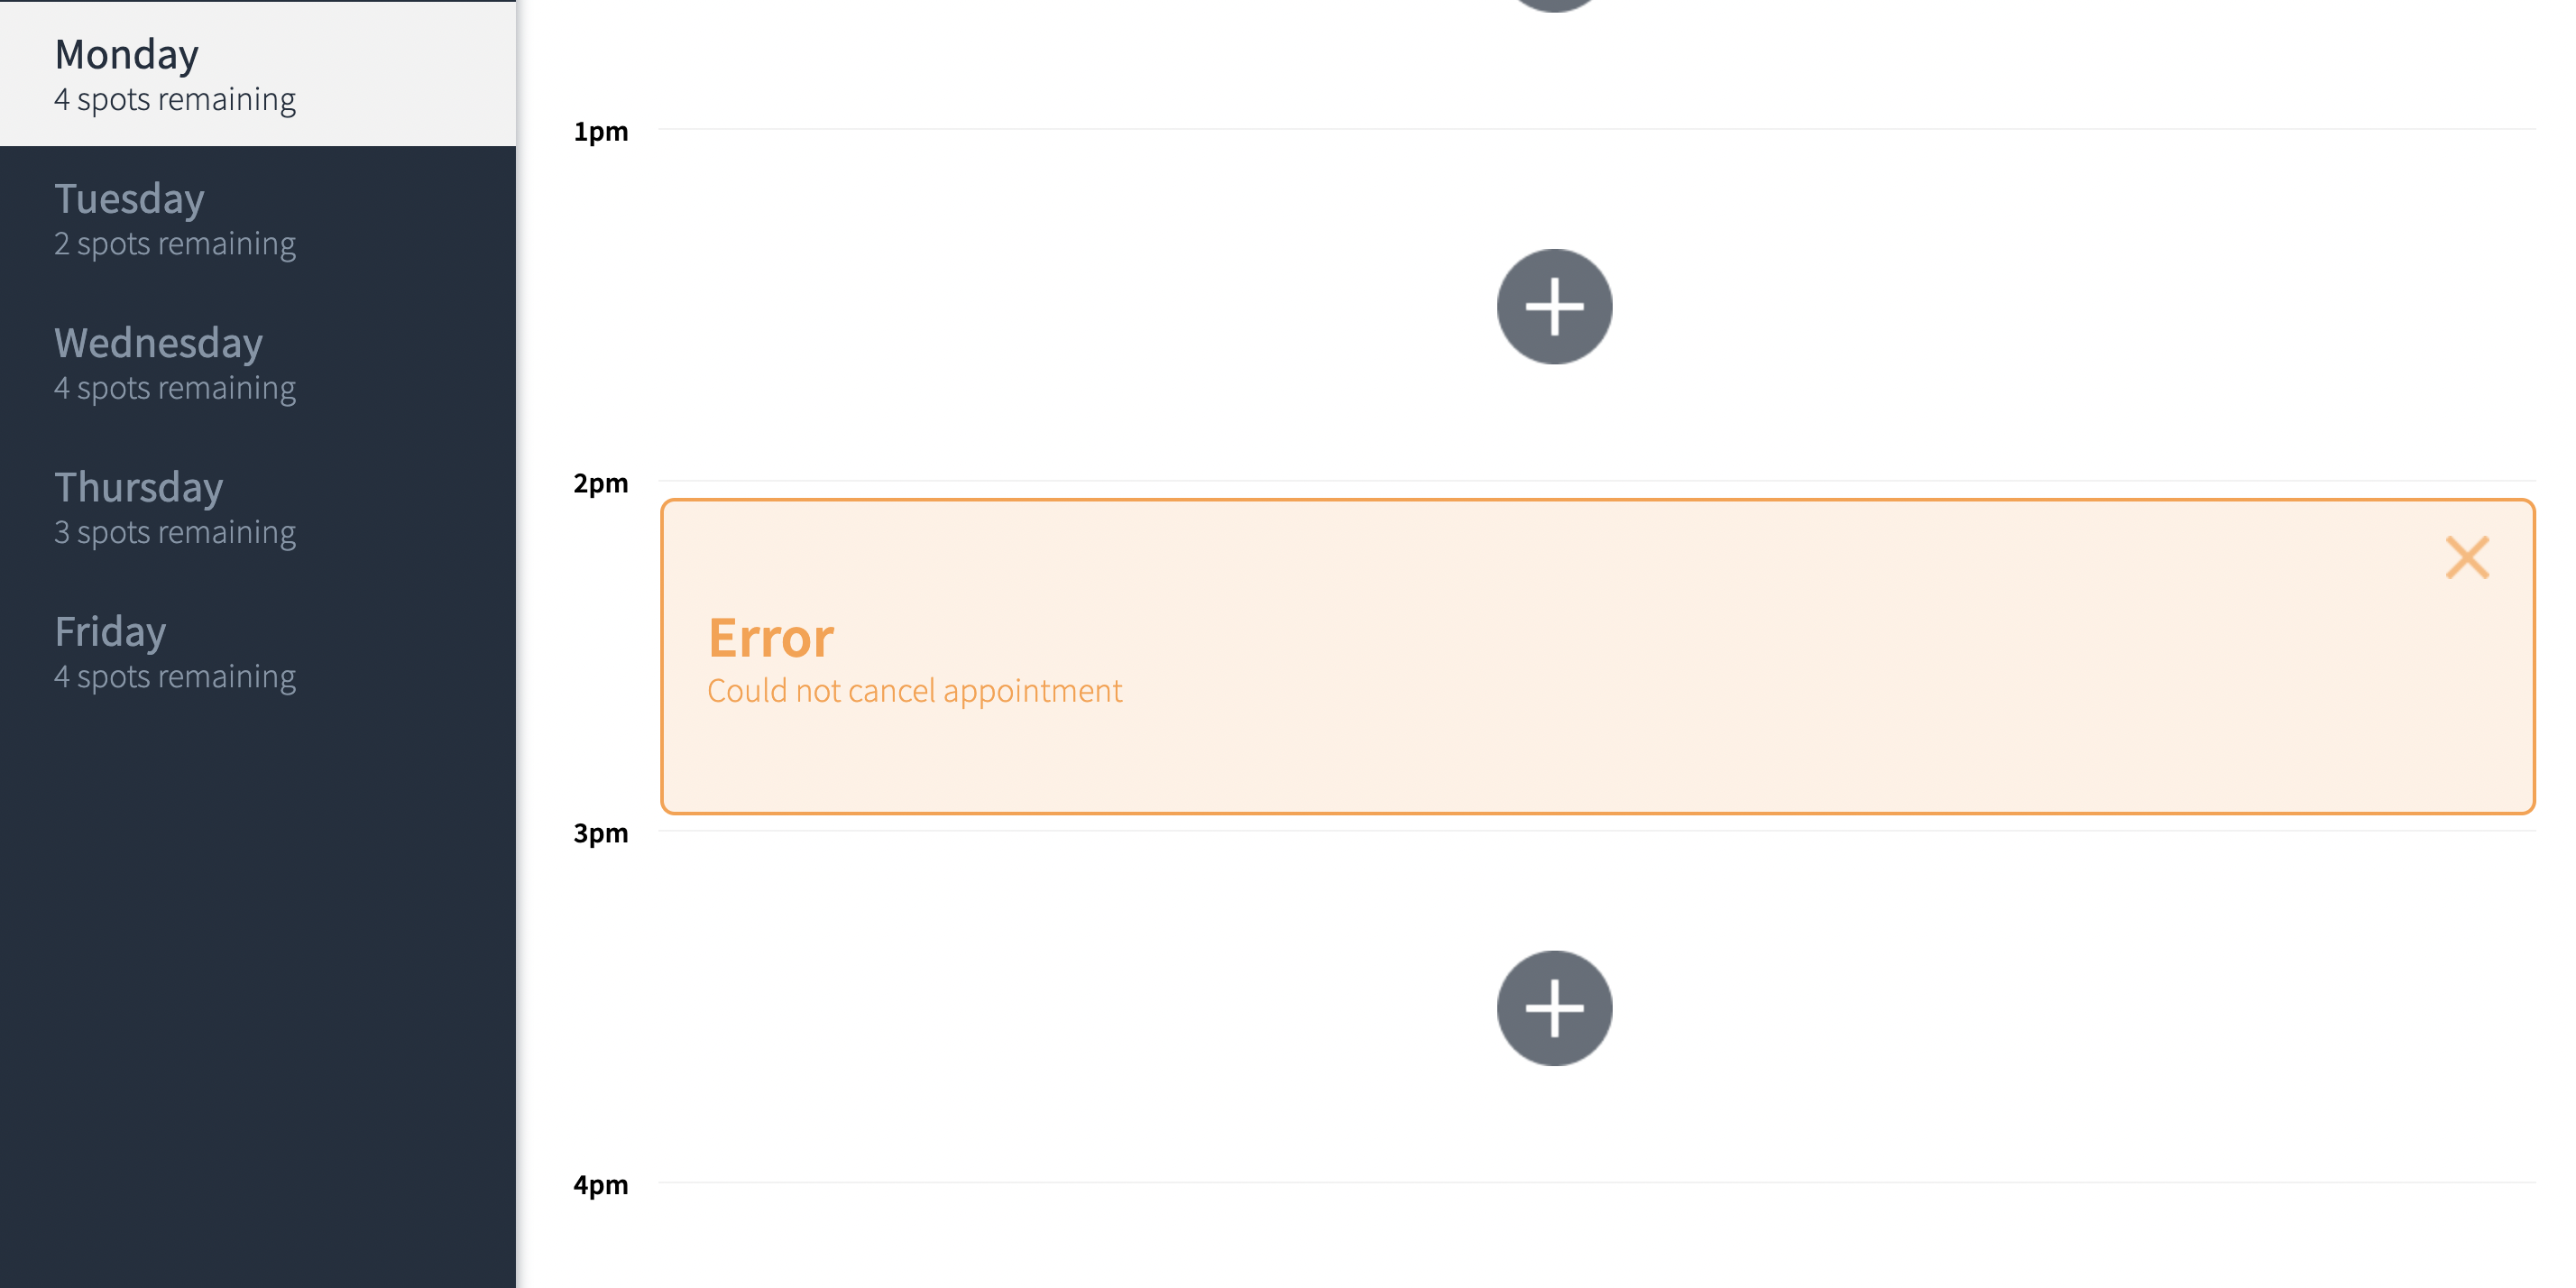 Monday
4 spots remaining
Tuesday
2 spots remaining
Wednesday
4 spots remaining
Thursday
3 spots remaining
Friday
4 spots remaining
1pm
2pm
Error
Could not cancel appointment
3pm
4pm